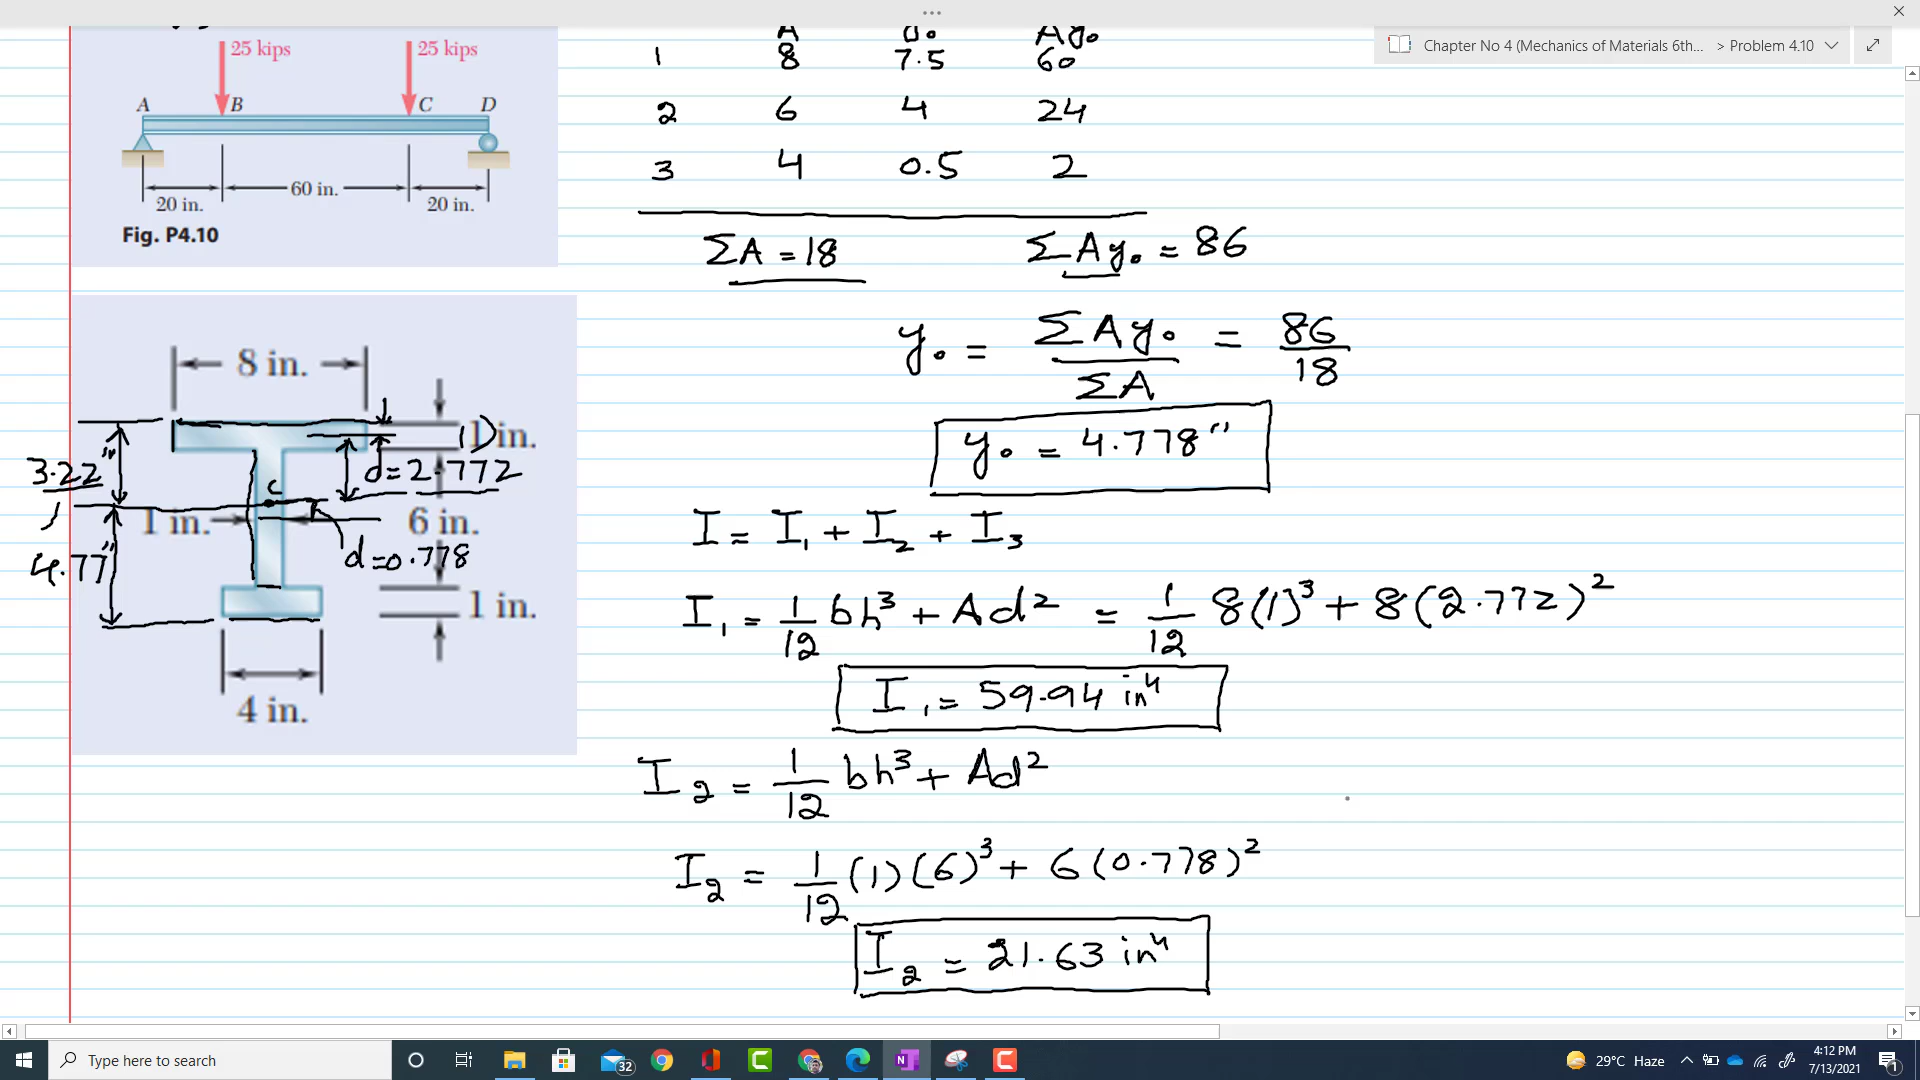 Chapter No 4 (Mechanics of Materials 6th... > Problem 4.10
25 kips 25 kips
A B C D
60 in.
20 in. 20 in.
Fig. P4.10
A y₀ Ay₀
1 8 7.5 60
2 6 4 24
3 4 0.5 2
ΣA = 18 ΣAy₀ = 86
y₀ = ΣAy₀ / ΣA = 86 / 18
y₀ = 4.778"
8 in.
1 in.
3.22"
d=2.772
c
1 in. 6 in.
4.77"
d=0.778
1 in.
4 in.
I = I₁ + I₂ + I₃
I₁ = 1/12 bh³ + Ad² = 1/12 8(1)³ + 8(2.772)²
I₁ = 59.94 in⁴
I₂ = 1/12 bh³ + Ad²
I₂ = 1/12 (1)(6)³ + 6(0.778)²
I₂ = 21.63 in⁴
Type here to search
32
29°C Haze
4:12 PM
7/13/2021
1